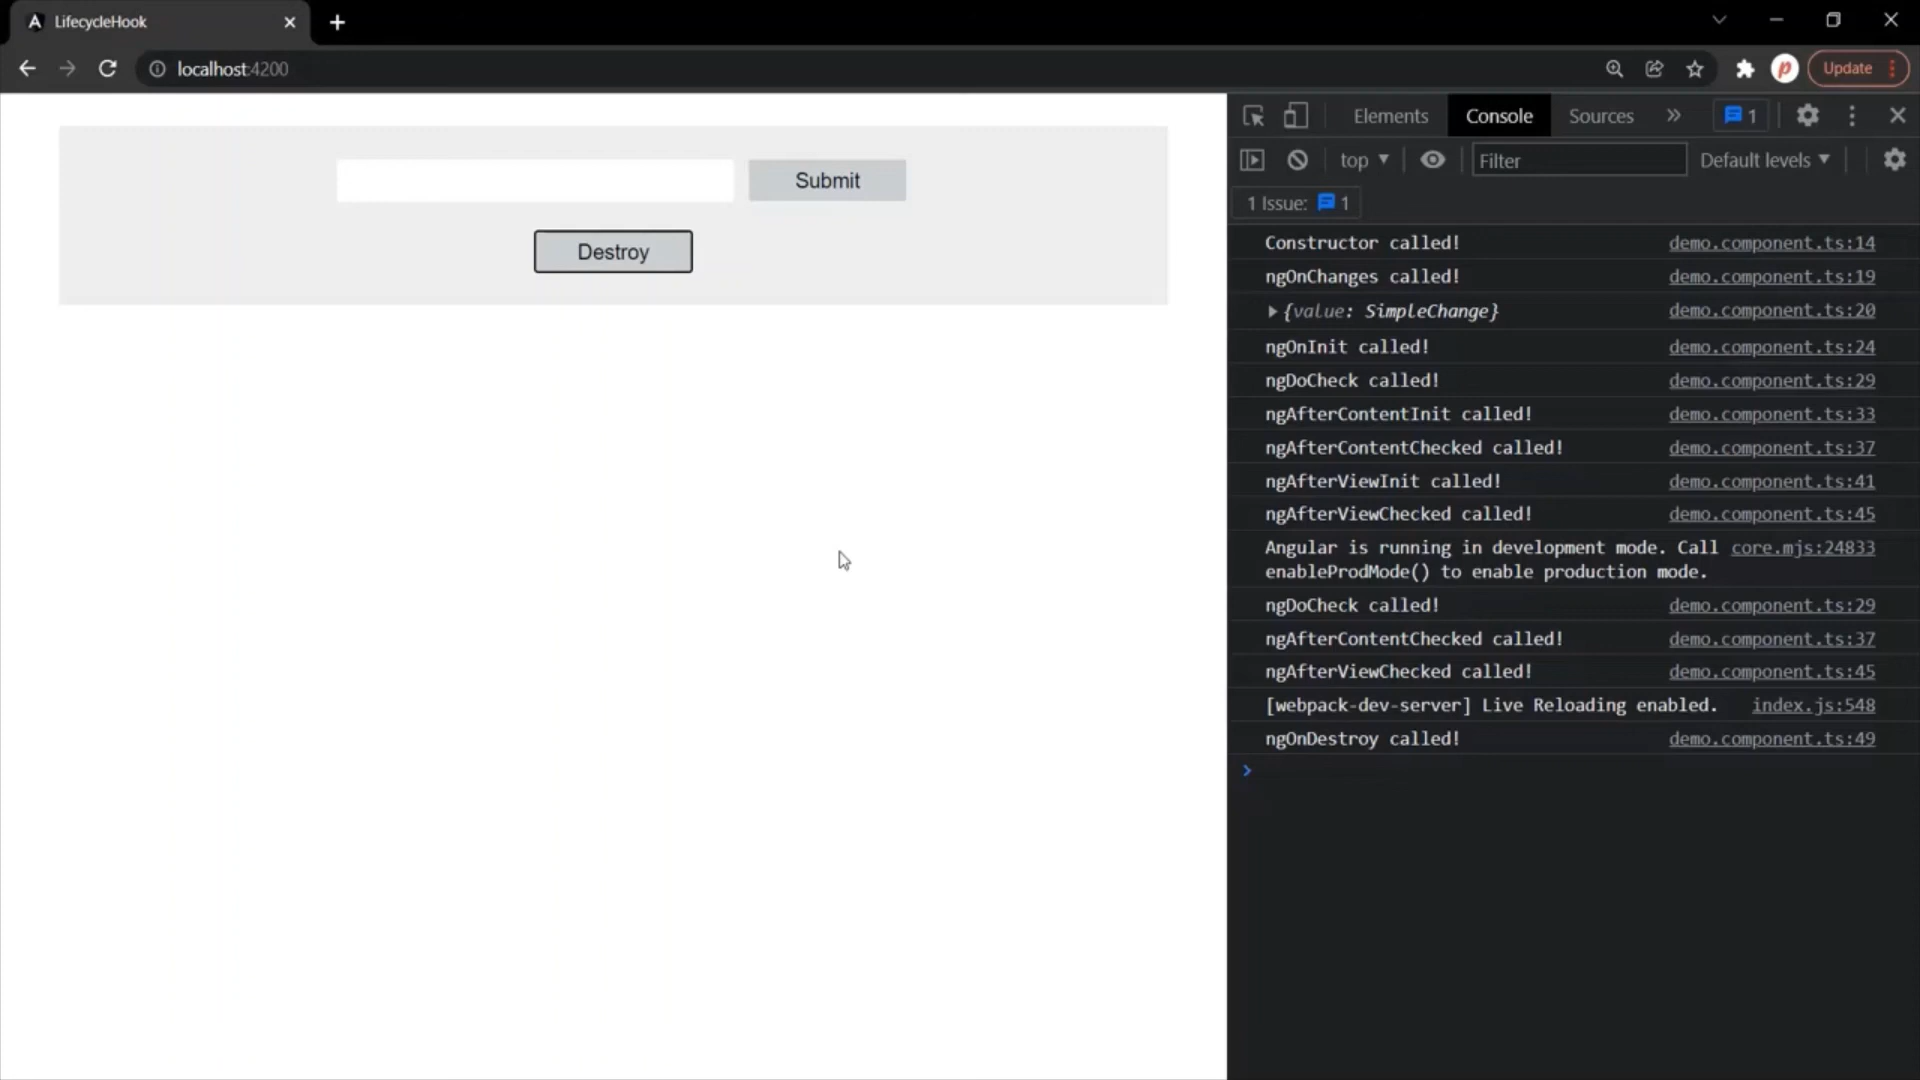 LifecycleHook
localhost:4200
Update
Submit
Destroy
Elements
Console
Sources
1
top
Filter
Default levels
1 Issue: 1
Constructor called! demo.component.ts:14
ngOnChanges called! demo.component.ts:19
{value: SimpleChange} demo.component.ts:20
ngOnInit called! demo.component.ts:24
ngDoCheck called! demo.component.ts:29
ngAfterContentInit called! demo.component.ts:33
ngAfterContentChecked called! demo.component.ts:37
ngAfterViewInit called! demo.component.ts:41
ngAfterViewChecked called! demo.component.ts:45
Angular is running in development mode. Call core.mjs:24833
enableProdMode() to enable production mode.
ngDoCheck called! demo.component.ts:29
ngAfterContentChecked called! demo.component.ts:37
ngAfterViewChecked called! demo.component.ts:45
[webpack-dev-server] Live Reloading enabled. index.js:548
ngOnDestroy called! demo.component.ts:49